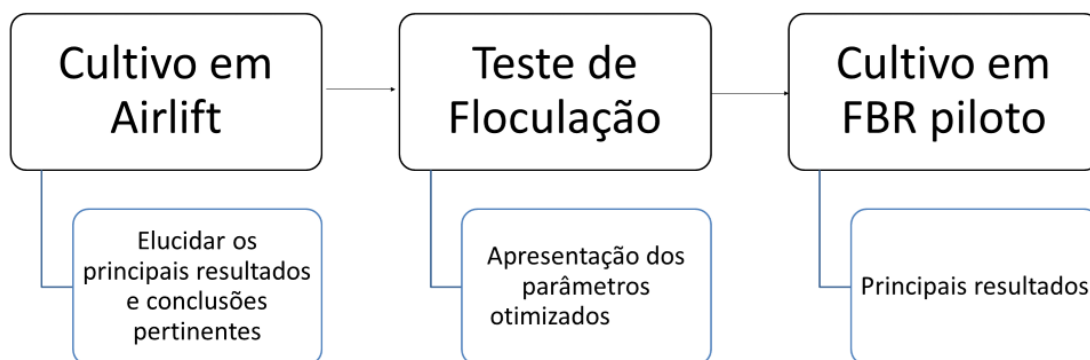 Cultivo em
Airlift
Teste de
Floculação
Cultivo em
FBR piloto
Elucidar os
principais resultados
e conclusões
pertinentes
Apresentação dos
parâmetros
otimizados
Principais resultados